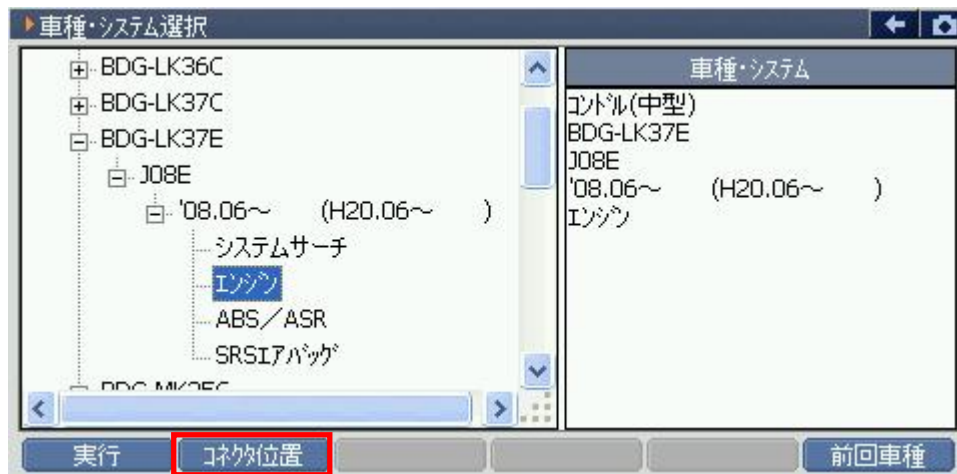 車種・システム選択
BDG-LK36C
BDG-LK37C
BDG-LK37E
J08E
'08.06～　　(H20.06～　　)
システムサーチ
エンジン
ABS／ASR
SRSエアバッグ
車種・システム
コンドル(中型)
BDG-LK37E
J08E
'08.06～　　(H20.06～　　)
エンジン
実行
コネクタ位置
前回車種